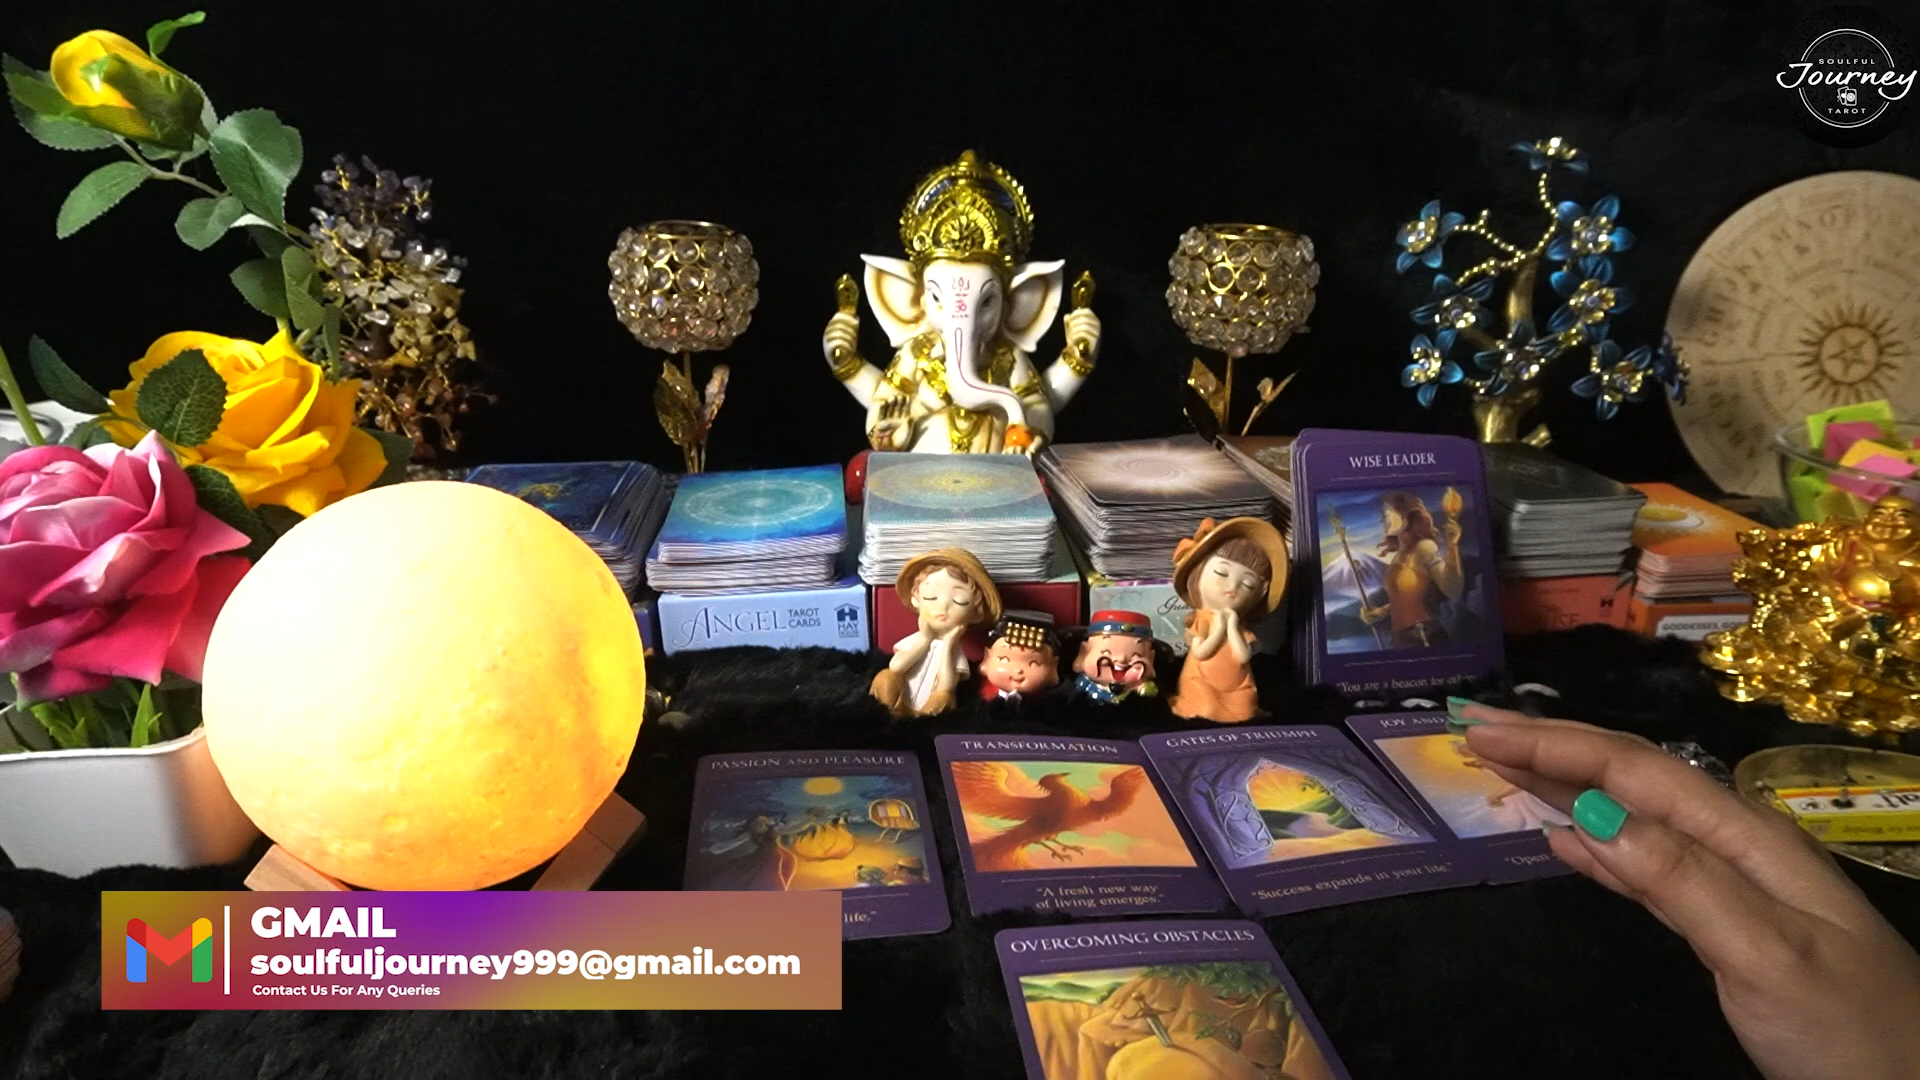 SOULFUL
Journey
TAROT
WISE LEADER
"You are a beacon for
ANGEL
TAROT
CARDS
HAY
HOUSE
PASSION AND PLEASURE
life."
TRANSFORMATION
"A fresh new way
of living emerges."
GATES OF TRIUMPH
"Success expands in your life."
JOY AND
"Open
OVERCOMING OBSTACLES
GMAIL
soulfuljourney999@gmail.com
Contact Us For Any Queries